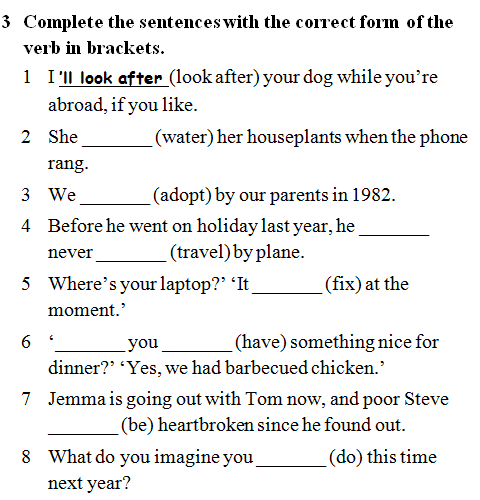 3 Complete the sentences with the correct form of the
verb in brackets.
1 I 'll look after (look after) your dog while you’re
abroad, if you like.
2 She _______ (water) her houseplants when the phone
rang.
3 We _______ (adopt) by our parents in 1982.
4 Before he went on holiday last year, he _______
never _______ (travel) by plane.
5 Where’s your laptop?’ ‘It _______ (fix) at the
moment.’
6 ‘_______ you _______ (have) something nice for
dinner?’ ‘Yes, we had barbecued chicken.’
7 Jemma is going out with Tom now, and poor Steve
_______ (be) heartbroken since he found out.
8 What do you imagine you _______ (do) this time
next year?